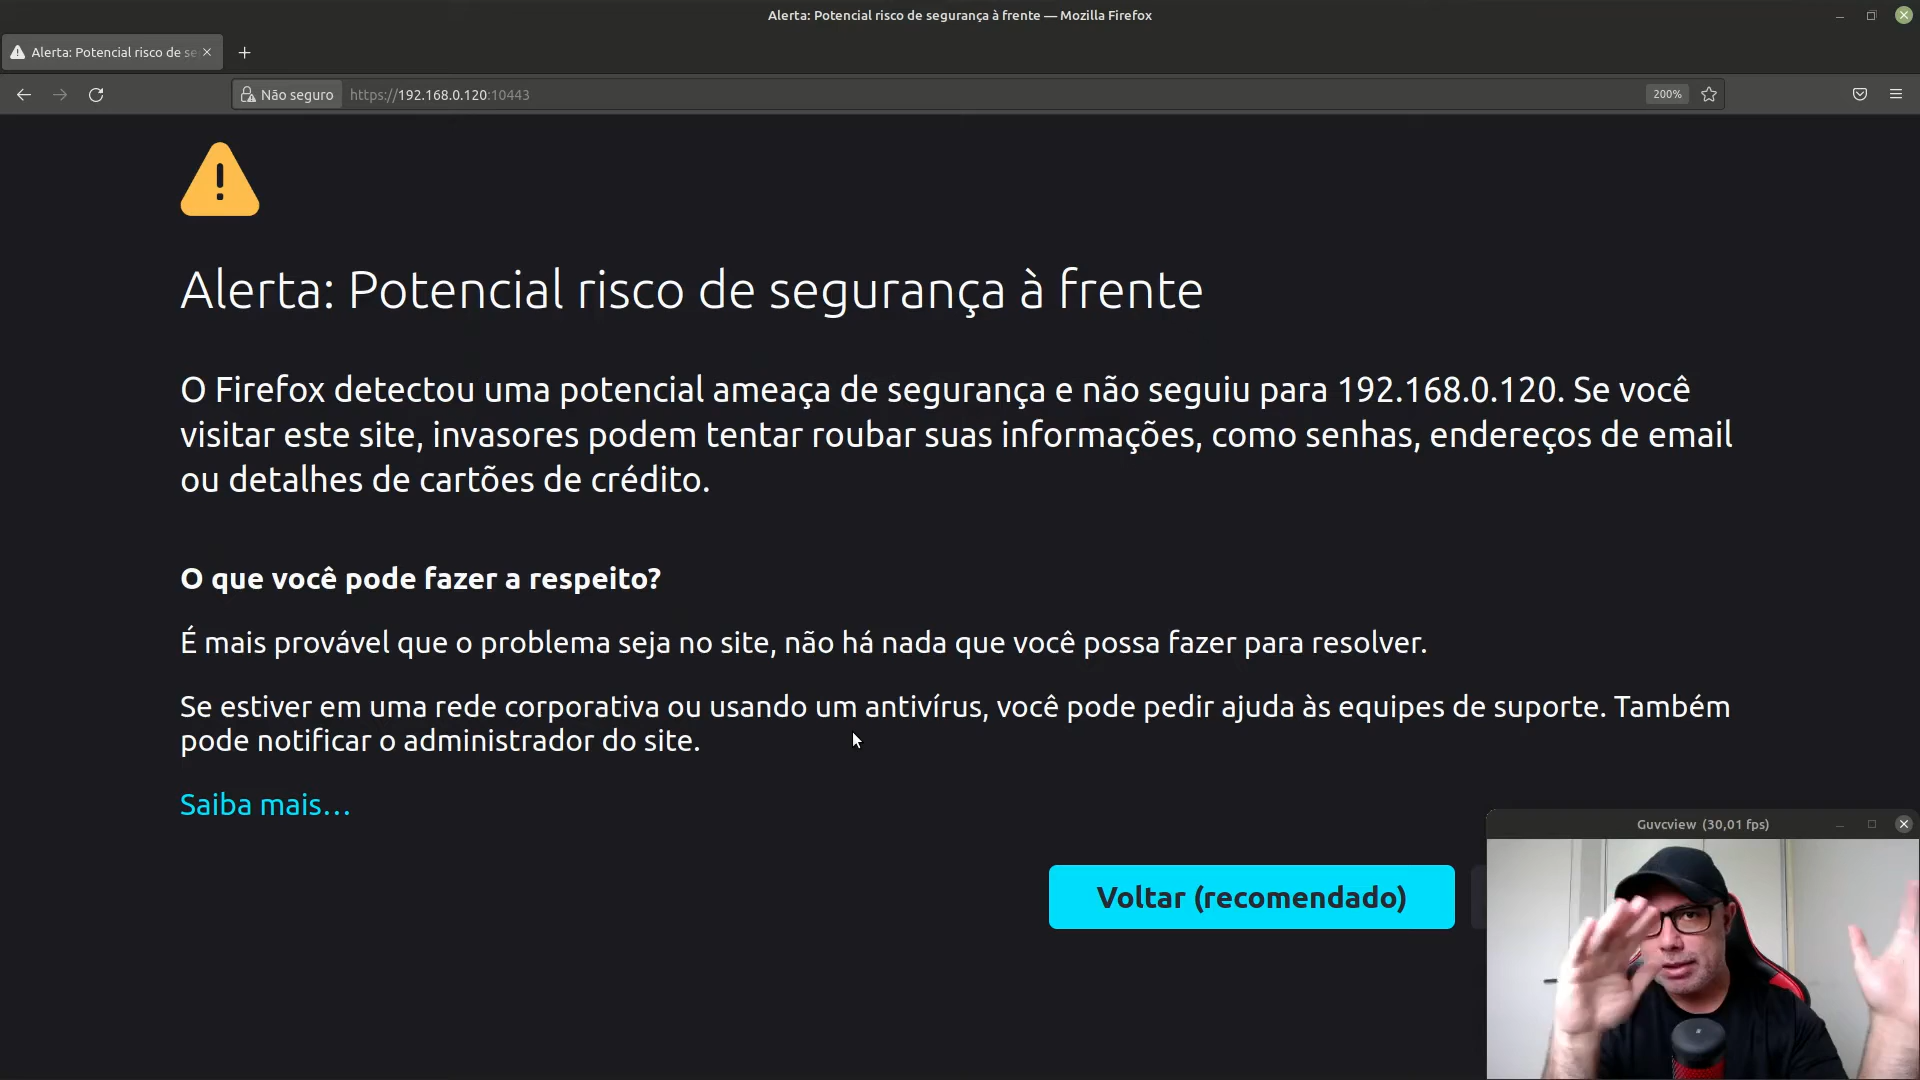 Alerta: Potencial risco de segurança à frente — Mozilla Firefox
Alerta: Potencial risco de se
Não seguro
https://192.168.0.120:10443
200%
Alerta: Potencial risco de segurança à frente
O Firefox detectou uma potencial ameaça de segurança e não seguiu para 192.168.0.120. Se você
visitar este site, invasores podem tentar roubar suas informações, como senhas, endereços de email
ou detalhes de cartões de crédito.
O que você pode fazer a respeito?
É mais provável que o problema seja no site, não há nada que você possa fazer para resolver.
Se estiver em uma rede corporativa ou usando um antivírus, você pode pedir ajuda às equipes de suporte. Também
pode notificar o administrador do site.
Saiba mais…
Guvcview (30,01 fps)
Voltar (recomendado)